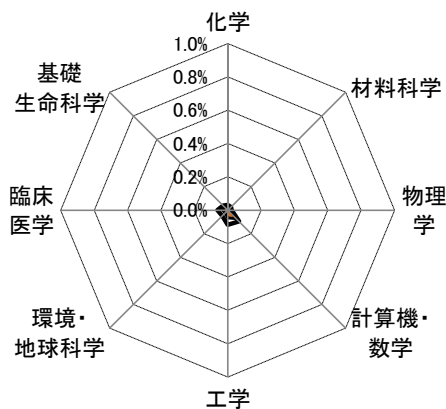 化学
1.0%
0.8%
0.6%
0.4%
0.2%
0.0%
材料科学
物理
学
計算機・
数学
工学
環境・
地球科学
臨床
医学
基礎
生命科学